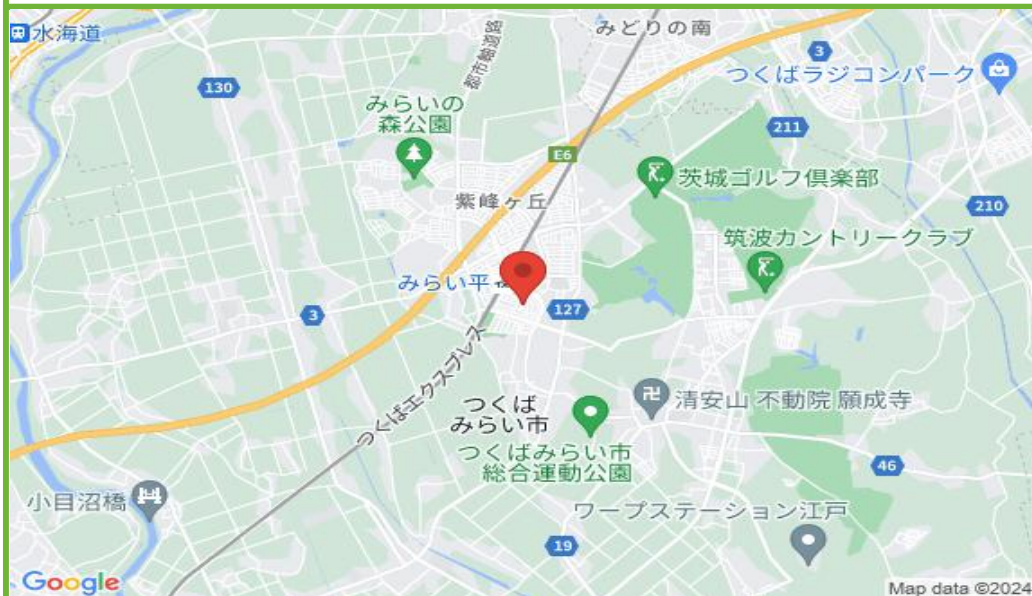 水海道
みどりの南
3
つくばラジコンパーク
130
都市軸道路
みらいの
森公園
211
E6
茨城ゴルフ倶楽部
紫峰ヶ丘
210
筑波カントリークラブ
みらい平
127
3
つくばエクスプレス
つくば
みらい市
清安山 不動院 願成寺
つくばみらい市
総合運動公園
46
小目沼橋
ワープステーション江戸
19
Google
Map data ©2024